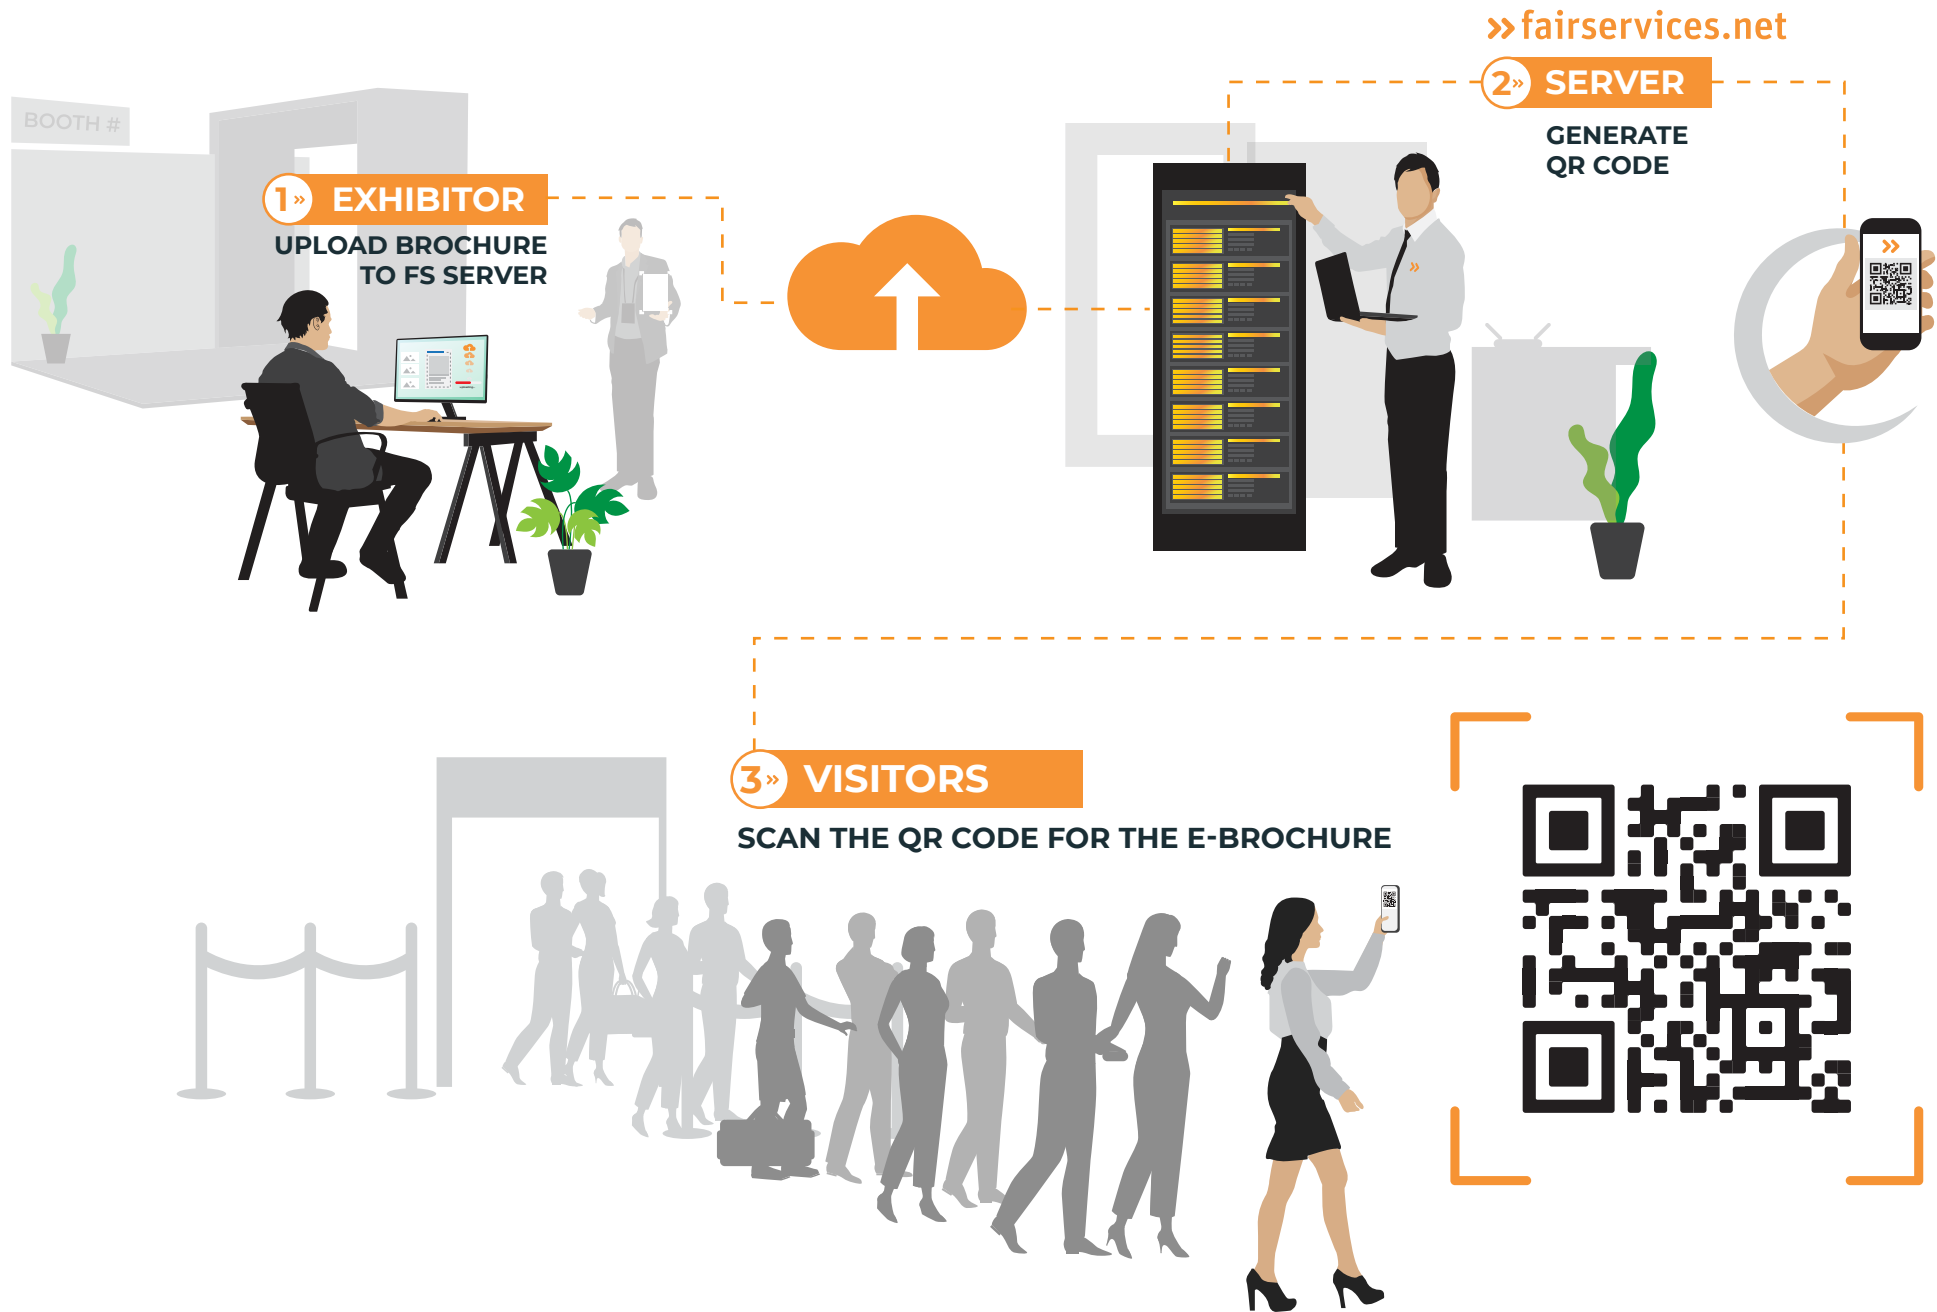 »fairservices.net
BOOTH #
1» EXHIBITOR
UPLOAD BROCHURE
TO FS SERVER
2» SERVER
GENERATE
QR CODE
»
»
3» VISITORS
SCAN THE QR CODE FOR THE E-BROCHURE